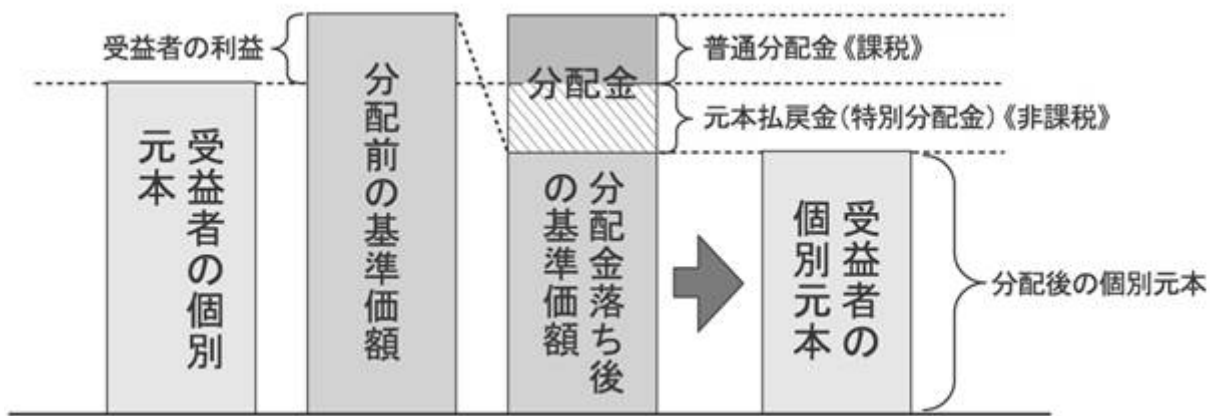 受益者の利益
受益者の個別
元本
分配前の基準価額
分配金
分配金落ち後
の基準価額
普通分配金《課税》
元本払戻金(特別分配金)《非課税》
受益者の
個別元本
分配後の個別元本